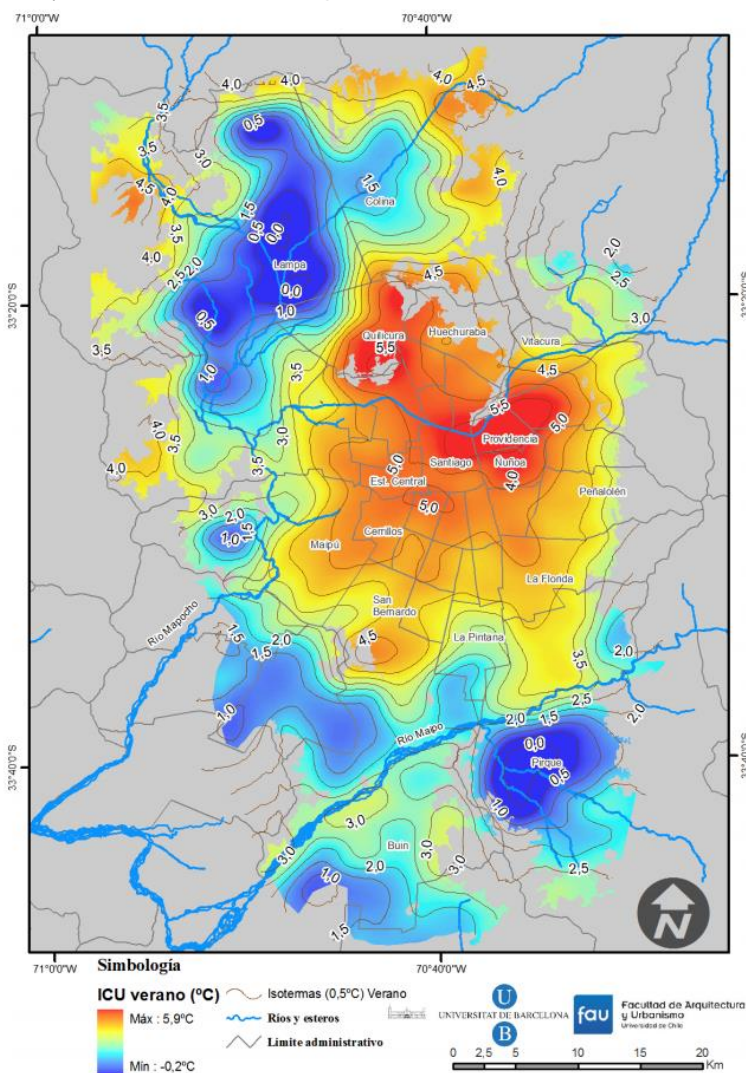 71°0'0"W 70°40'0"W
4,0 4,0 4,0 4,5
3,5
0,5
3,5 3,0
4,5 4,0 1,5 4,0
Colina
1,5
0,5 0,0 2,0
3,5
4,0 Lampa 2,5
2,5 2,0 0,0 4,5
33°20'0"S 0,5 1,0 3,0 33°20'0"S
Quilicura Huechuraba
3,5 5,5 Vitacura
1,0 3,5 4,5
5,5 5,0
3,0 Providencia
4,0 3,5 3,5 5,0 Santiago Ñuñoa
4,0 Est. Central 4,0 Peñalolén
3,0 2,0 5,0
1,0 1,5 Cerrillos
Maipú
La Florida
San
Bernardo
Río Mapocho
1,5 2,0 4,5 La Pintana
1,5 3,5 2,0
1,0 2,0 1,5 2,5
2,0
Río Maipo 0,0
33°40'0"S Pirque 33°40'0"S
0,5
1,0
3,0
Buin 3,0
3,0 1,0 2,0 3,0 2,5
1,5
N
71°0'0"W 70°40'0"W
Simbología
ICU verano (ºC)
Máx : 5,9ºC
Mín : -0,2ºC
Isotermas (0,5ºC) Verano
Ríos y esteros
Límite administrativo
U
UNIVERSITAT DE BARCELONA
B
fau
Facultad de Arquitectura
y Urbanismo
Universidad de Chile
0 2,5 5 10 15 20
Km